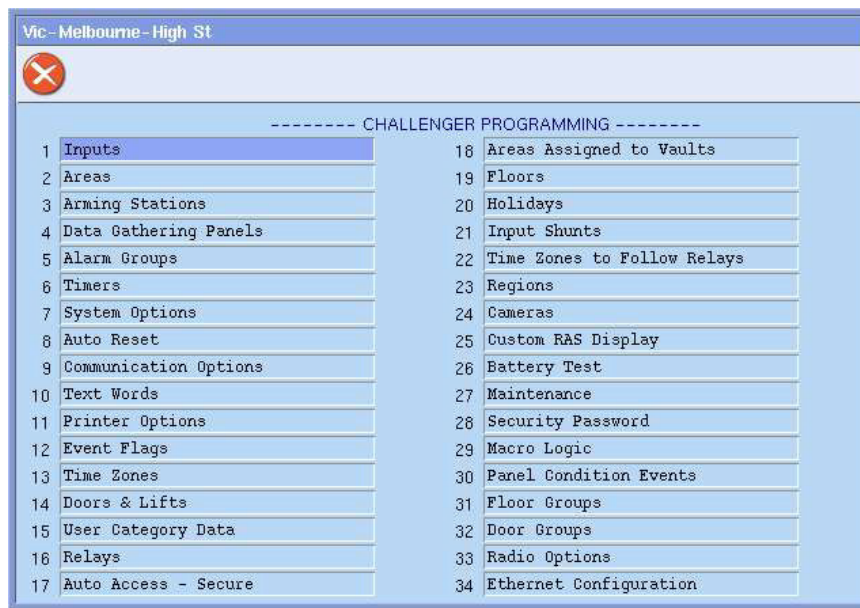 Vic-Melbourne-High St
-------- CHALLENGER PROGRAMMING --------
1 Inputs
2 Areas
3 Arming Stations
4 Data Gathering Panels
5 Alarm Groups
6 Timers
7 System Options
8 Auto Reset
9 Communication Options
10 Text Words
11 Printer Options
12 Event Flags
13 Time Zones
14 Doors & Lifts
15 User Category Data
16 Relays
17 Auto Access - Secure
18 Areas Assigned to Vaults
19 Floors
20 Holidays
21 Input Shunts
22 Time Zones to Follow Relays
23 Regions
24 Cameras
25 Custom RAS Display
26 Battery Test
27 Maintenance
28 Security Password
29 Macro Logic
30 Panel Condition Events
31 Floor Groups
32 Door Groups
33 Radio Options
34 Ethernet Configuration